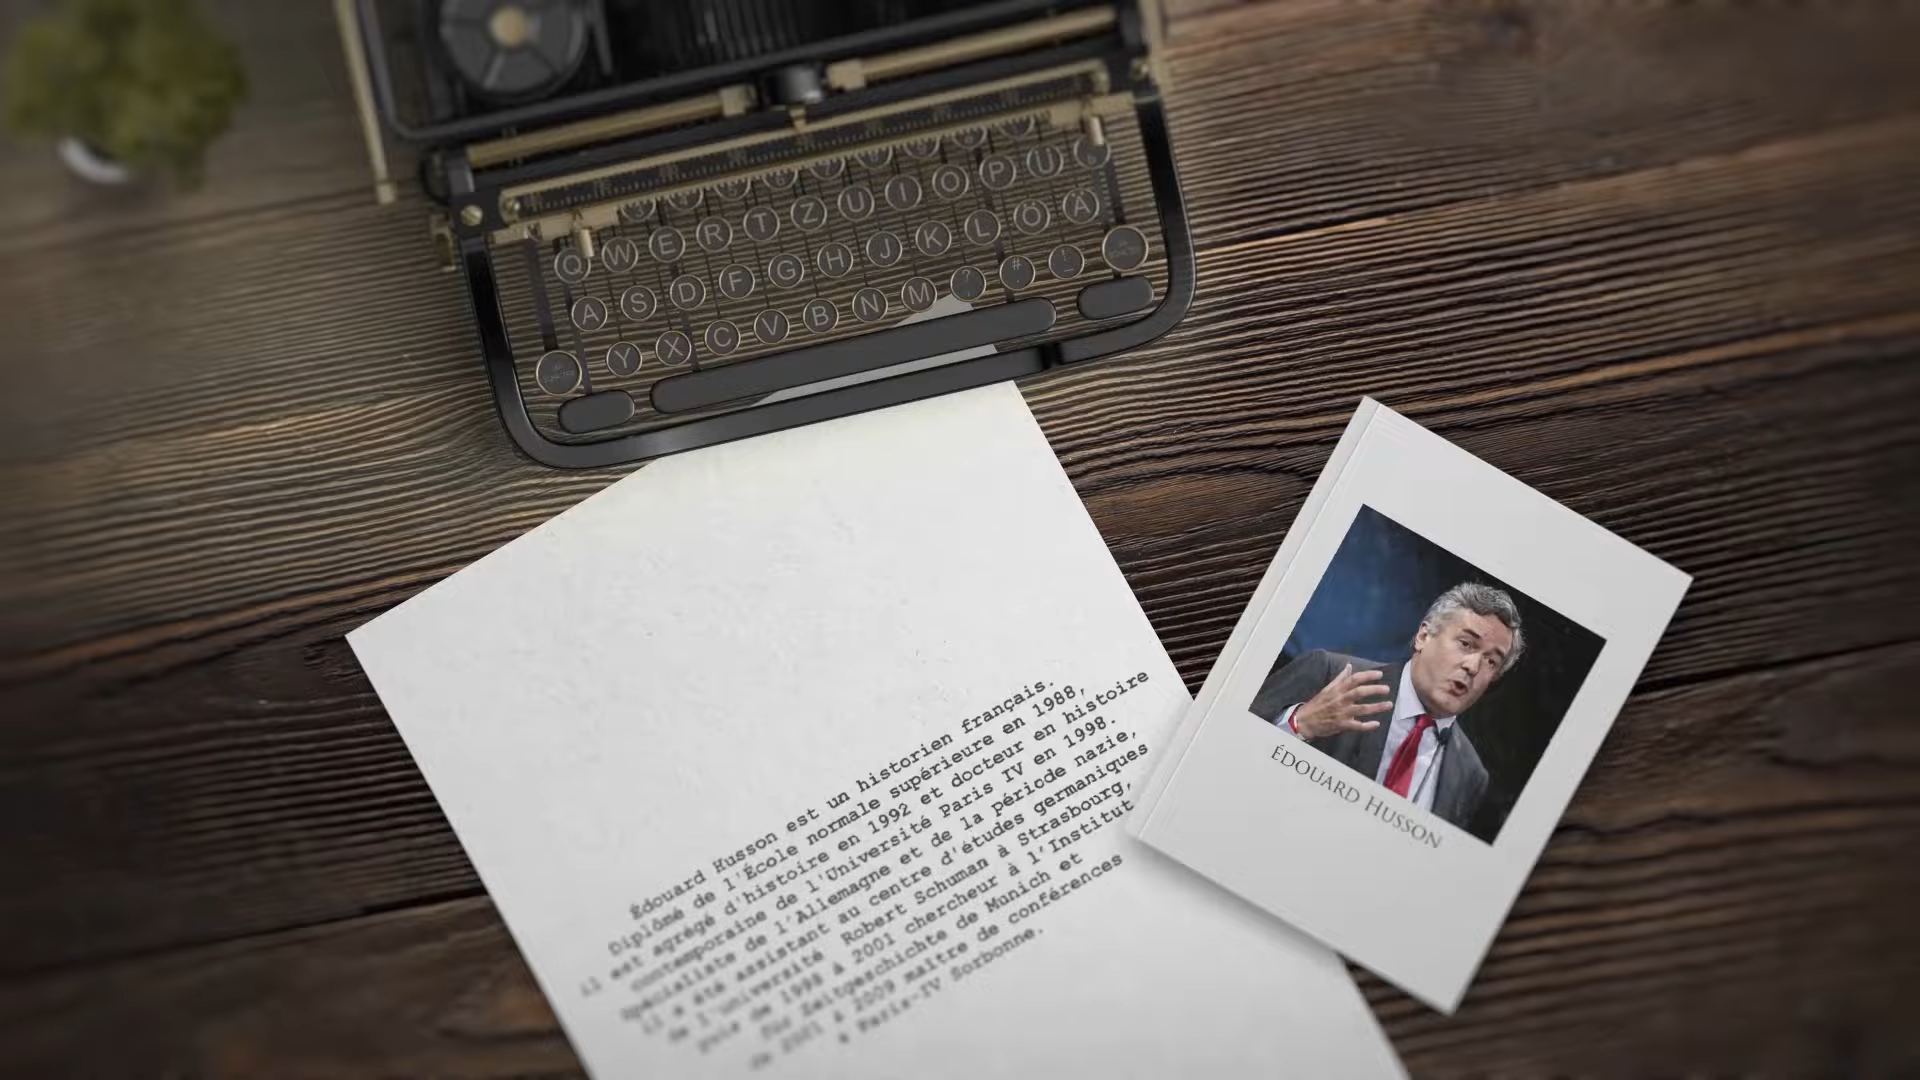 Q W E R T Z U I O P Ü
A S D F G H J K L Ö Ä
Y X C V B N M ? # !
Édouard Husson est un historien français.
Diplômé de l'École normale supérieure en 1988,
il est agrégé d'histoire en 1992 et docteur en histoire
contemporaine de l'Université Paris IV en 1998.
Spécialiste de l'Allemagne et de la période nazie,
il a été assistant au centre d'études germaniques
de l'université Robert Schuman à Strasbourg,
puis de 1998 à 2001 chercheur à l'Institut
für Zeitgeschichte de Munich et
de 2001 à 2009 maître de conférences
à Paris-IV Sorbonne.
ÉDOUARD HUSSON